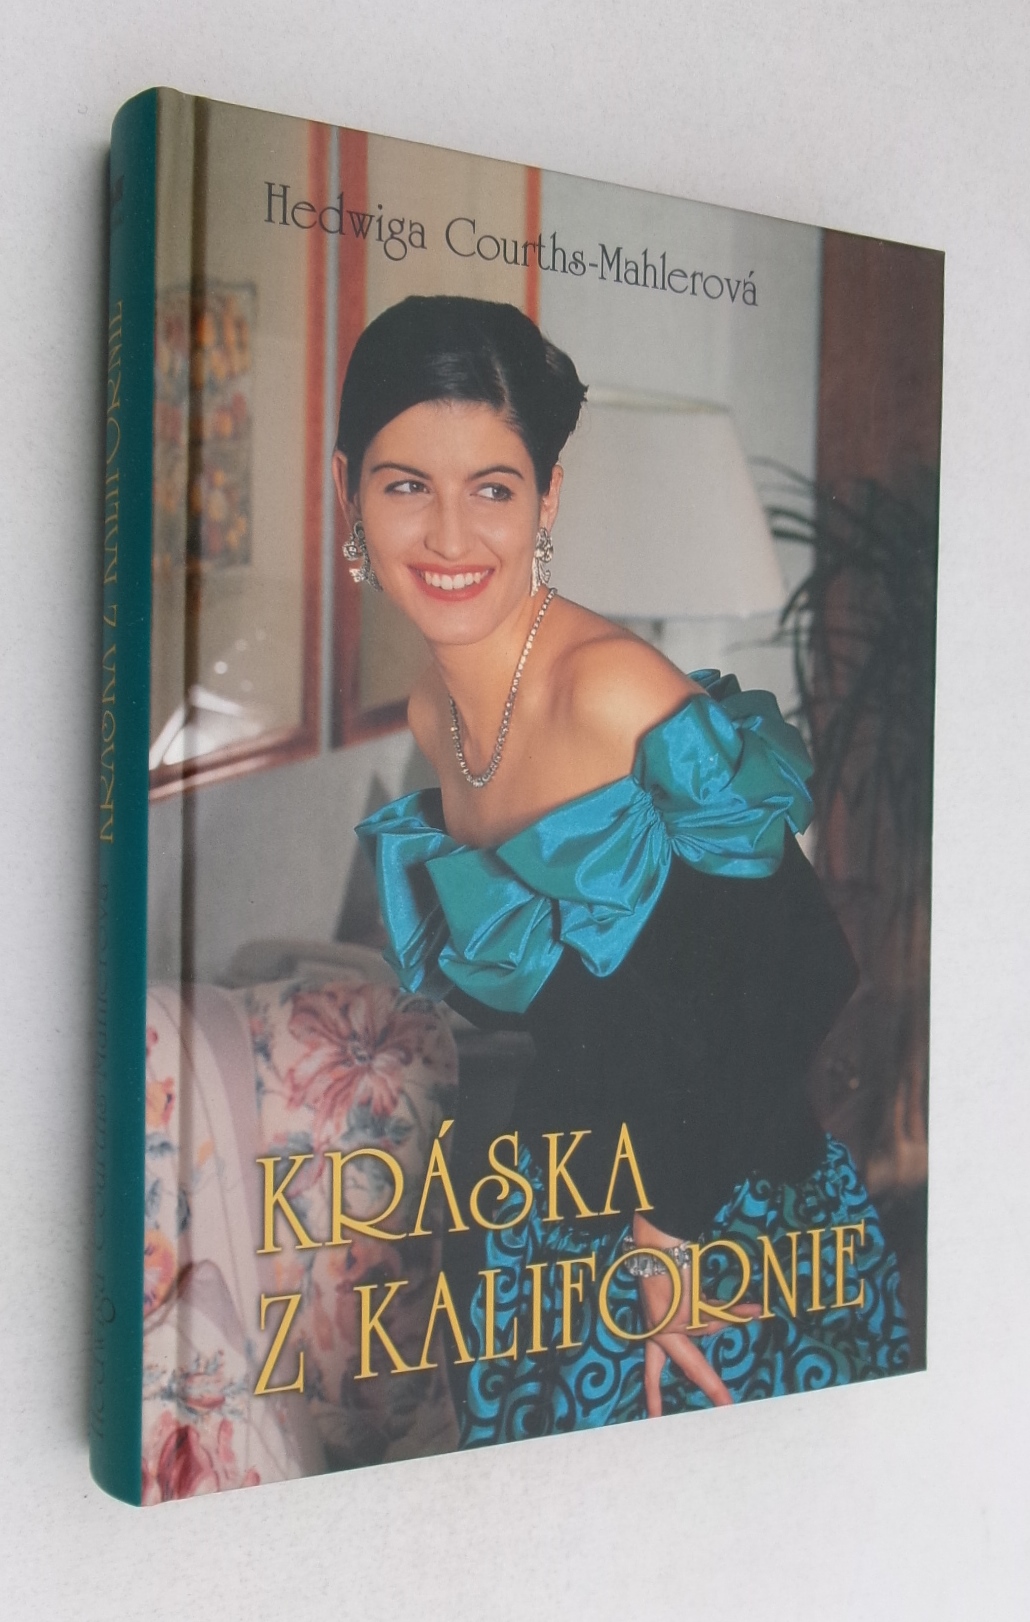 Hedwiga Courths-Mahlerová
KRÁSKA
Z KALIFORNIE
KRÁSKA Z KALIFORNIE
Hedwiga Courths-Mahlerová